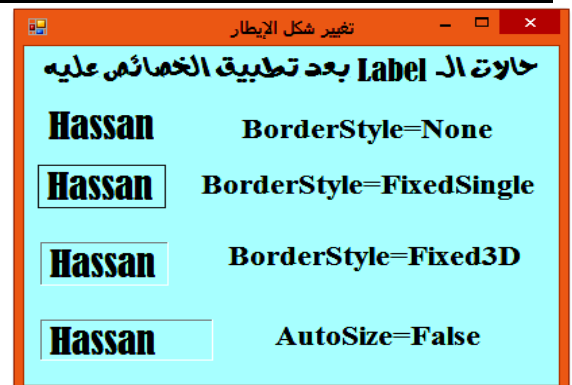 تغيير شكل الإيطار
حالات الـ Label بعد تطبيق الخصائص عليه
Hassan BorderStyle=None
Hassan BorderStyle=FixedSingle
Hassan BorderStyle=Fixed3D
Hassan AutoSize=False